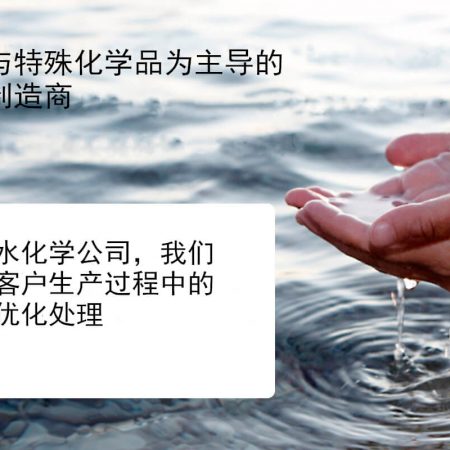 与特殊化学品为主导的
制造商
水化学公司，我们
客户生产过程中的
优化处理